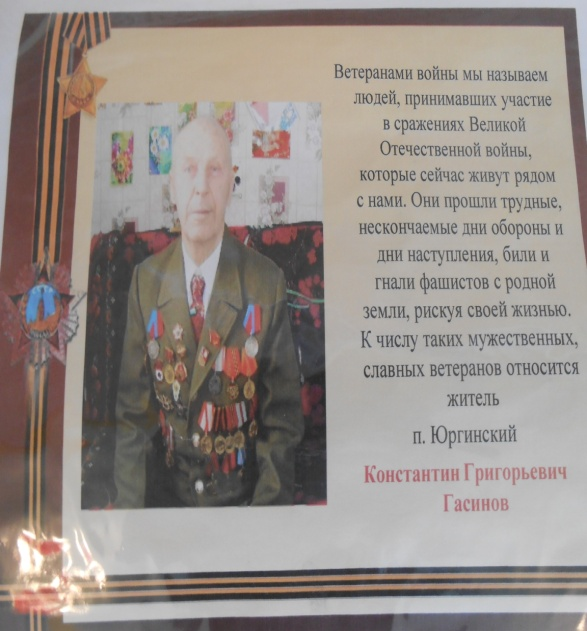 Ветеранами войны мы называем
людей, принимавших участие
в сражениях Великой
Отечественной войны,
которые сейчас живут рядом
с нами. Они прошли трудные,
нескончаемые дни обороны и
дни наступления, били и
гнали фашистов с родной
земли, рискуя своей жизнью.
К числу таких мужественных,
славных ветеранов относится
житель
п. Юргинский
Константин Григорьевич
Гасинов